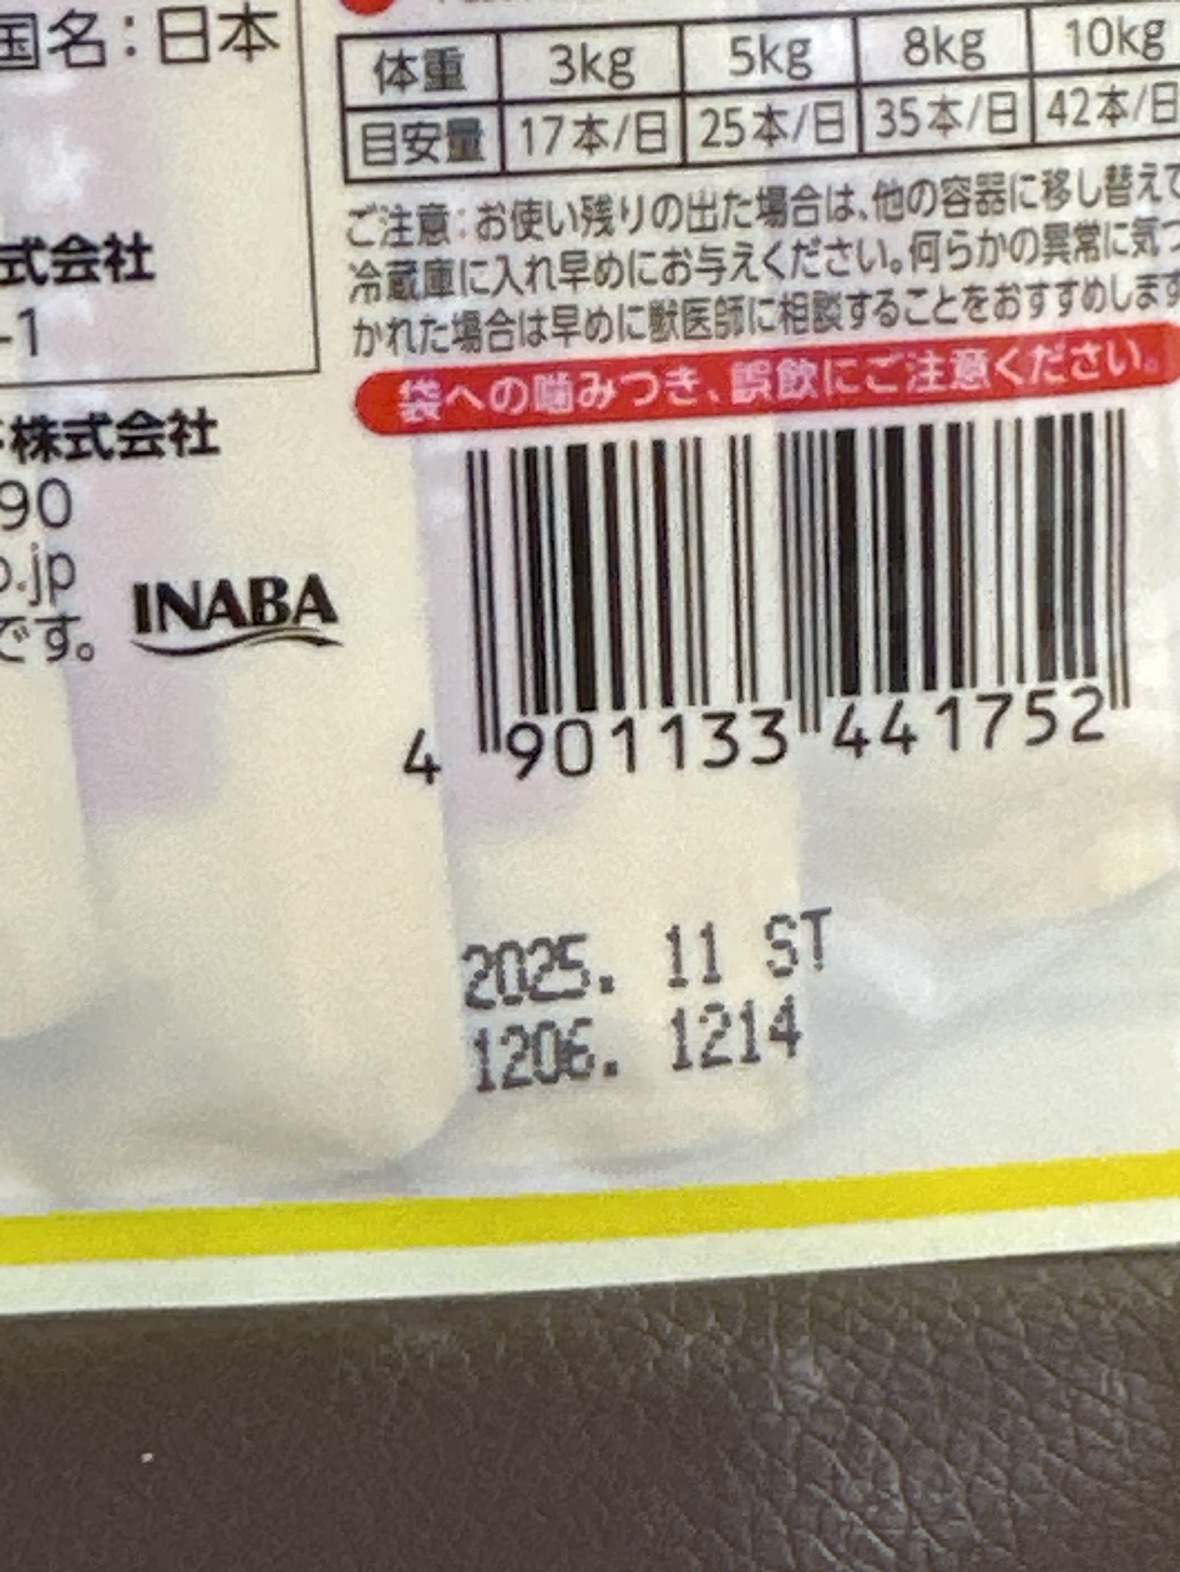 国名：日本
式会社
-1
株式会社
90
.jp
です。
INABA
体重 3kg 5kg 8kg 10kg
目安量 17本/日 25本/日 35本/日 42本/日
ご注意：お使い残りの出た場合は、他の容器に移し替えて
冷蔵庫に入れ早めにお与えください。何らかの異常に気づ
かれた場合は早めに獣医師に相談することをおすすめします
袋への噛みつき、誤飲にご注意ください。
4 901133 441752
2025. 11 ST
1206. 1214